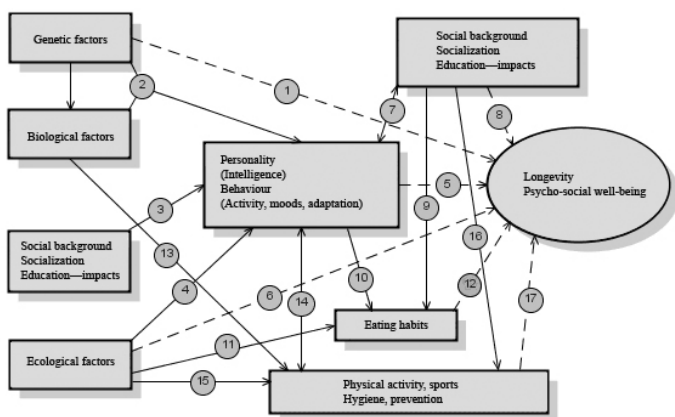 Genetic factors
Social background
Socialization
Education—impacts
1
2
7
8
Biological factors
Personality
(Intelligence)
Behaviour
(Activity, moods, adaptation)
5
Longevity
Psycho-social well-being
3
9
16
Social background
Socialization
Education—impacts
13
4
6
14
10
12
17
Eating habits
11
Ecological factors
15
Physical activity, sports
Hygiene, prevention